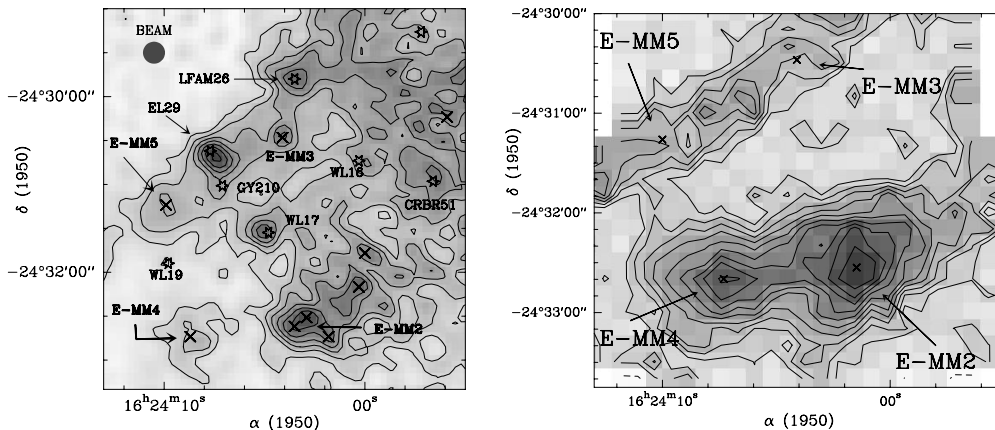 BEAM
LFAM26
−24°30′00″
EL29
E-MM5
E-MM3
WL16
GY210
CRBR51
WL17
δ (1950)
−24°32′00″
WL19
E-MM4
E-MM2
16ʰ24ᵐ10ˢ
00ˢ
α (1950)
−24°30′00″
E-MM5
E-MM3
−24°31′00″
δ (1950)
−24°32′00″
−24°33′00″
E-MM4
E-MM2
16ʰ24ᵐ10ˢ
00ˢ
α (1950)